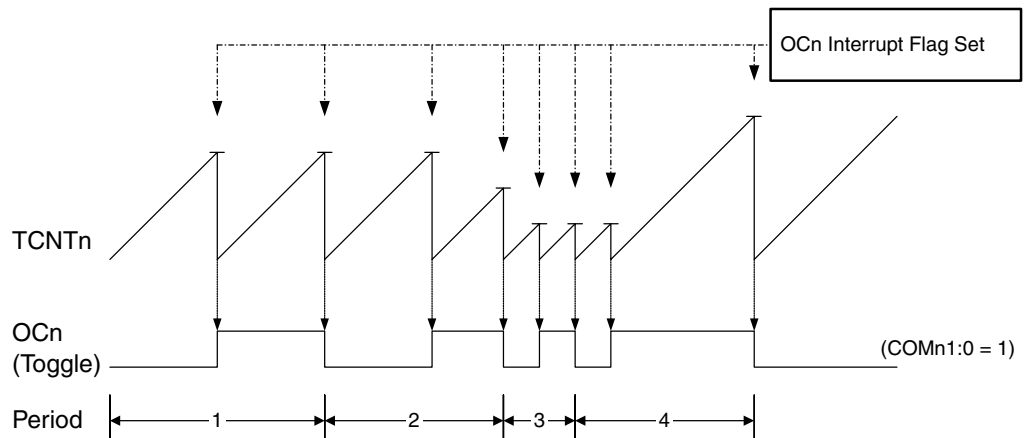 OCn Interrupt Flag Set
TCNTn
OCn
(Toggle)
(COMn1:0 = 1)
Period
1
2
3
4